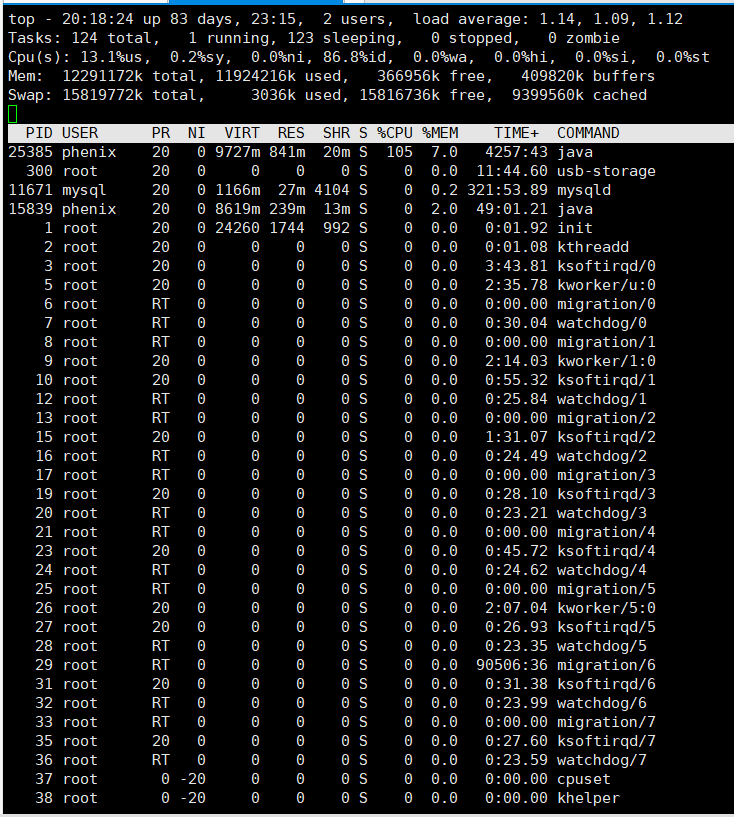 top - 20:18:24 up 83 days, 23:15,  2 users,  load average: 1.14, 1.09, 1.12
Tasks: 124 total,   1 running, 123 sleeping,   0 stopped,   0 zombie
Cpu(s): 13.1%us,  0.2%sy,  0.0%ni, 86.8%id,  0.0%wa,  0.0%hi,  0.0%si,  0.0%st
Mem:  12291172k total, 11924216k used,   366956k free,   409820k buffers
Swap: 15819772k total,     3036k used, 15816736k free,  9399560k cached
  PID USER      PR  NI  VIRT  RES  SHR S %CPU %MEM    TIME+  COMMAND
25385 phenix    20   0 9727m 841m  20m S  105  7.0   4257:43 java
  300 root      20   0     0    0    0 S    0  0.0  11:44.60 usb-storage
11671 mysql     20   0 1166m  27m 4104 S    0  0.2 321:53.89 mysqld
15839 phenix    20   0 8619m 239m  13m S    0  2.0  49:01.21 java
    1 root      20   0 24260 1744  992 S    0  0.0   0:01.92 init
    2 root      20   0     0    0    0 S    0  0.0   0:01.08 kthreadd
    3 root      20   0     0    0    0 S    0  0.0   3:43.81 ksoftirqd/0
    5 root      20   0     0    0    0 S    0  0.0   2:35.78 kworker/u:0
    6 root      RT   0     0    0    0 S    0  0.0   0:00.00 migration/0
    7 root      RT   0     0    0    0 S    0  0.0   0:30.04 watchdog/0
    8 root      RT   0     0    0    0 S    0  0.0   0:00.00 migration/1
    9 root      20   0     0    0    0 S    0  0.0   2:14.03 kworker/1:0
   10 root      20   0     0    0    0 S    0  0.0   0:55.32 ksoftirqd/1
   12 root      RT   0     0    0    0 S    0  0.0   0:25.84 watchdog/1
   13 root      RT   0     0    0    0 S    0  0.0   0:00.00 migration/2
   15 root      20   0     0    0    0 S    0  0.0   1:31.07 ksoftirqd/2
   16 root      RT   0     0    0    0 S    0  0.0   0:24.49 watchdog/2
   17 root      RT   0     0    0    0 S    0  0.0   0:00.00 migration/3
   19 root      20   0     0    0    0 S    0  0.0   0:28.10 ksoftirqd/3
   20 root      RT   0     0    0    0 S    0  0.0   0:23.21 watchdog/3
   21 root      RT   0     0    0    0 S    0  0.0   0:00.00 migration/4
   23 root      20   0     0    0    0 S    0  0.0   0:45.72 ksoftirqd/4
   24 root      RT   0     0    0    0 S    0  0.0   0:24.62 watchdog/4
   25 root      RT   0     0    0    0 S    0  0.0   0:00.00 migration/5
   26 root      20   0     0    0    0 S    0  0.0   2:07.04 kworker/5:0
   27 root      20   0     0    0    0 S    0  0.0   0:26.93 ksoftirqd/5
   28 root      RT   0     0    0    0 S    0  0.0   0:23.35 watchdog/5
   29 root      RT   0     0    0    0 S    0  0.0  90506:36 migration/6
   31 root      20   0     0    0    0 S    0  0.0   0:31.38 ksoftirqd/6
   32 root      RT   0     0    0    0 S    0  0.0   0:23.99 watchdog/6
   33 root      RT   0     0    0    0 S    0  0.0   0:00.00 migration/7
   35 root      20   0     0    0    0 S    0  0.0   0:27.60 ksoftirqd/7
   36 root      RT   0     0    0    0 S    0  0.0   0:23.59 watchdog/7
   37 root       0 -20     0    0    0 S    0  0.0   0:00.00 cpuset
   38 root       0 -20     0    0    0 S    0  0.0   0:00.00 khelper